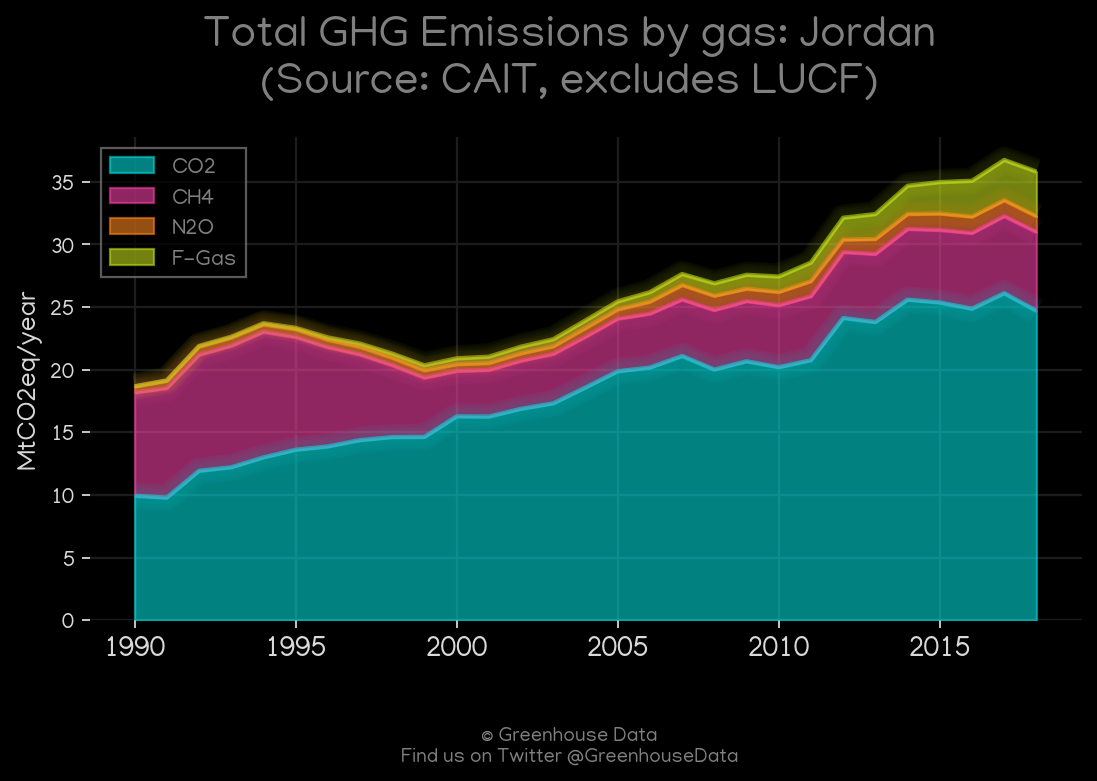 Total GHG Emissions by gas: Jordan
(Source: CAIT, excludes LUCF)
CO2
CH4
N2O
F-Gas
MtCO2eq/year
35
30
25
20
15
10
5
0
1990 1995 2000 2005 2010 2015
© Greenhouse Data
Find us on Twitter @GreenhouseData